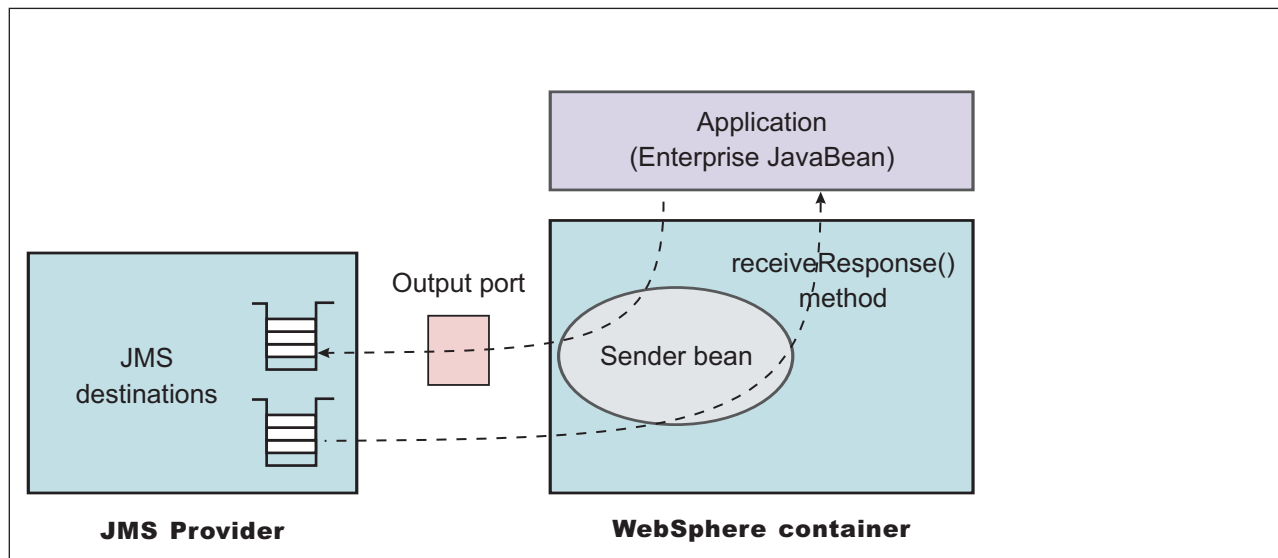 Application
(Enterprise JavaBean)
receiveResponse()
method
Output port
Sender bean
JMS
destinations
JMS Provider
WebSphere container